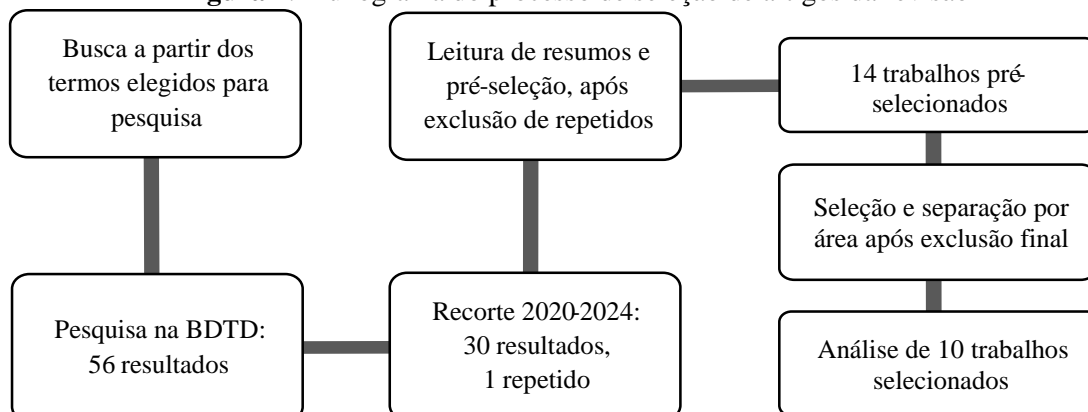 Busca a partir dos
termos elegidos para
pesquisa
Pesquisa na BDTD:
56 resultados
Recorte 2020-2024:
30 resultados,
1 repetido
Leitura de resumos e
pré-seleção, após
exclusão de repetidos
14 trabalhos pré-
selecionados
Seleção e separação por
área após exclusão final
Análise de 10 trabalhos
selecionados